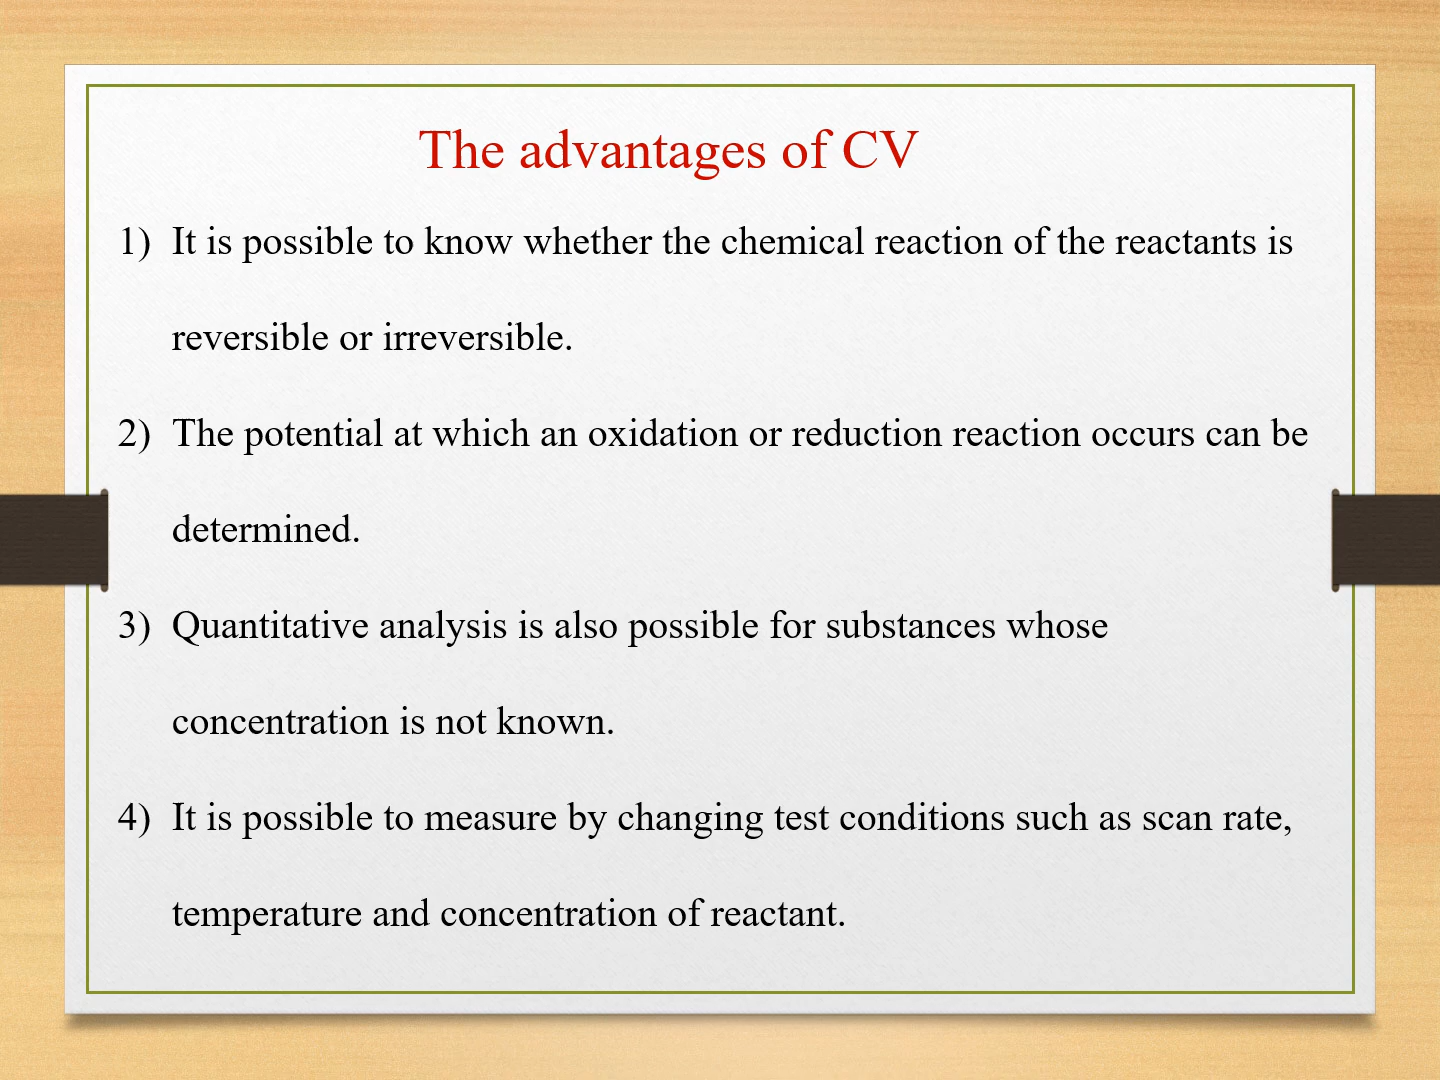 The advantages of CV
1) It is possible to know whether the chemical reaction of the reactants is
reversible or irreversible.
2) The potential at which an oxidation or reduction reaction occurs can be
determined.
3) Quantitative analysis is also possible for substances whose
concentration is not known.
4) It is possible to measure by changing test conditions such as scan rate,
temperature and concentration of reactant.